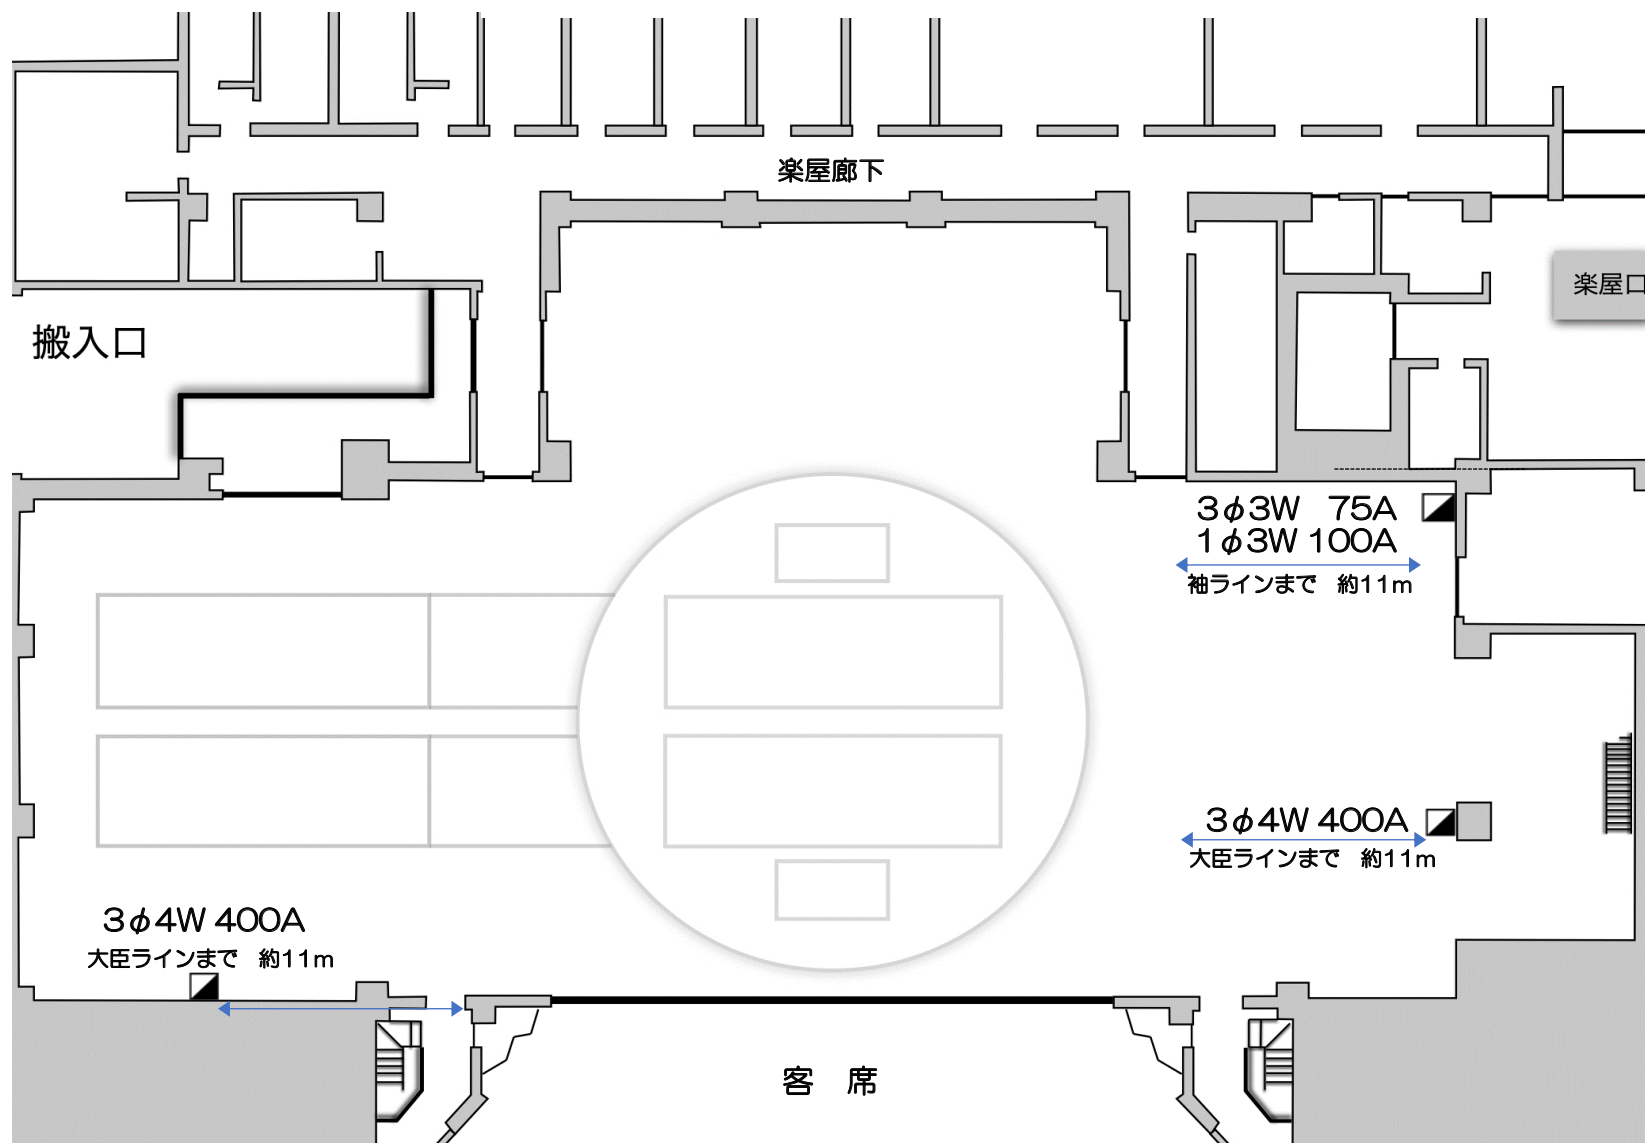 楽屋廊下
楽屋口
搬入口
3φ3W 75A
1φ3W 100A
袖ラインまで 約11m
3φ4W 400A
大臣ラインまで 約11m
3φ4W 400A
大臣ラインまで 約11m
客 席